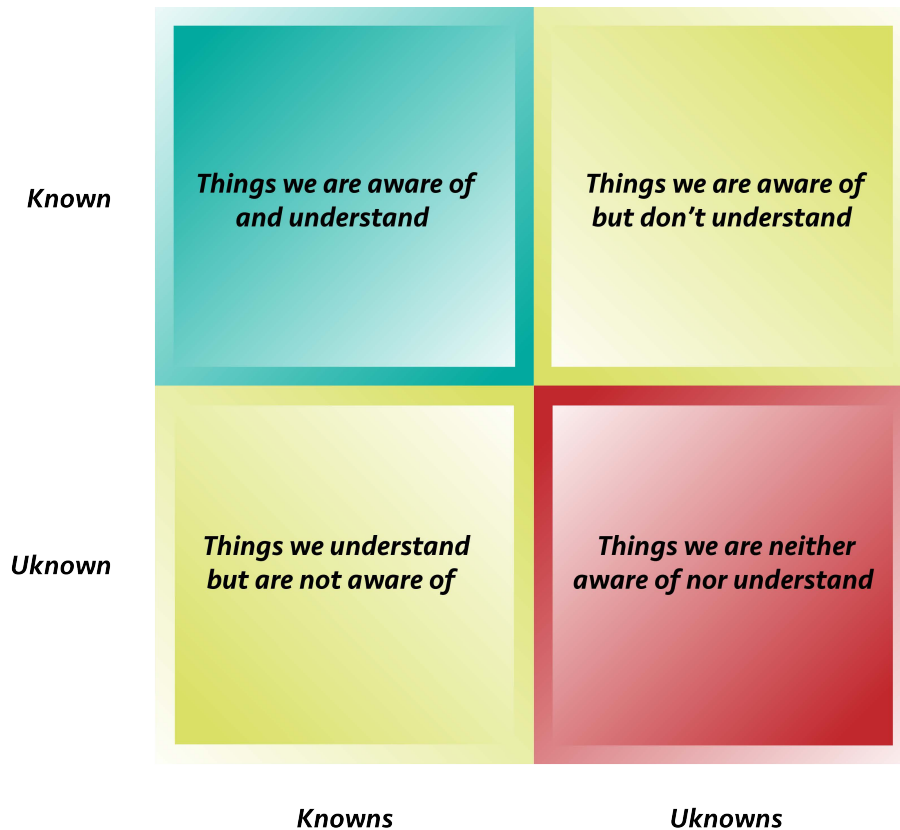 Known
Things we are aware of
and understand
Things we are aware of
but don’t understand
Uknown
Things we understand
but are not aware of
Things we are neither
aware of nor understand
Knowns
Uknowns